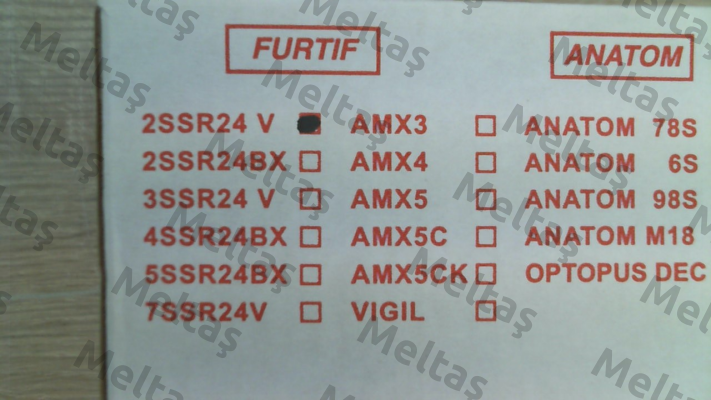 FURTIF ANATOM
2SSR24 V AMX3 ANATOM 78S
2SSR24BX AMX4 ANATOM 6S
3SSR24 V AMX5 ANATOM 98S
4SSR24BX AMX5C ANATOM M18
5SSR24BX AMX5CK OPTOPUS DEC
7SSR24V VIGIL
Meltaş